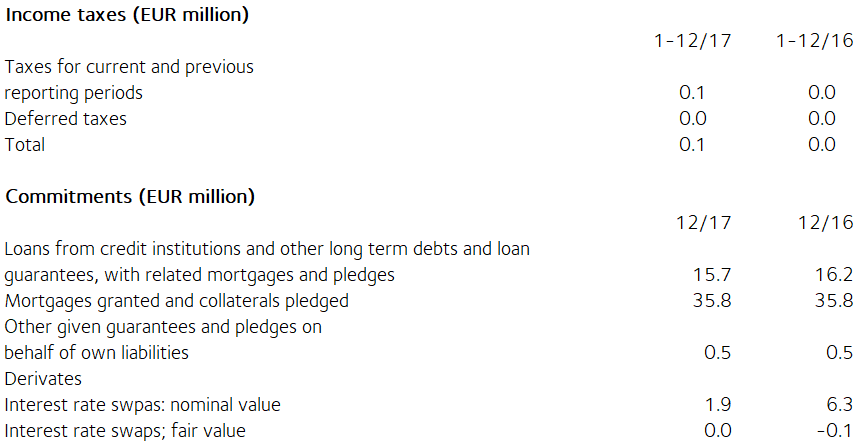 Income taxes (EUR million)
1-12/17 1-12/16
Taxes for current and previous
reporting periods 0.1 0.0
Deferred taxes 0.0 0.0
Total 0.1 0.0
Commitments (EUR million)
12/17 12/16
Loans from credit institutions and other long term debts and loan
guarantees, with related mortgages and pledges 15.7 16.2
Mortgages granted and collaterals pledged 35.8 35.8
Other given guarantees and pledges on
behalf of own liabilities 0.5 0.5
Derivates
Interest rate swpas: nominal value 1.9 6.3
Interest rate swaps; fair value 0.0 -0.1